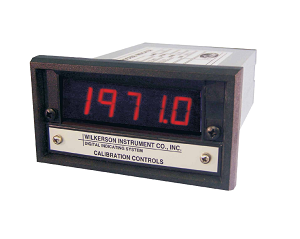 1971.0
WILKERSON INSTRUMENT CO., INC.
DIGITAL INDICATING SYSTEM
CALIBRATION CONTROLS